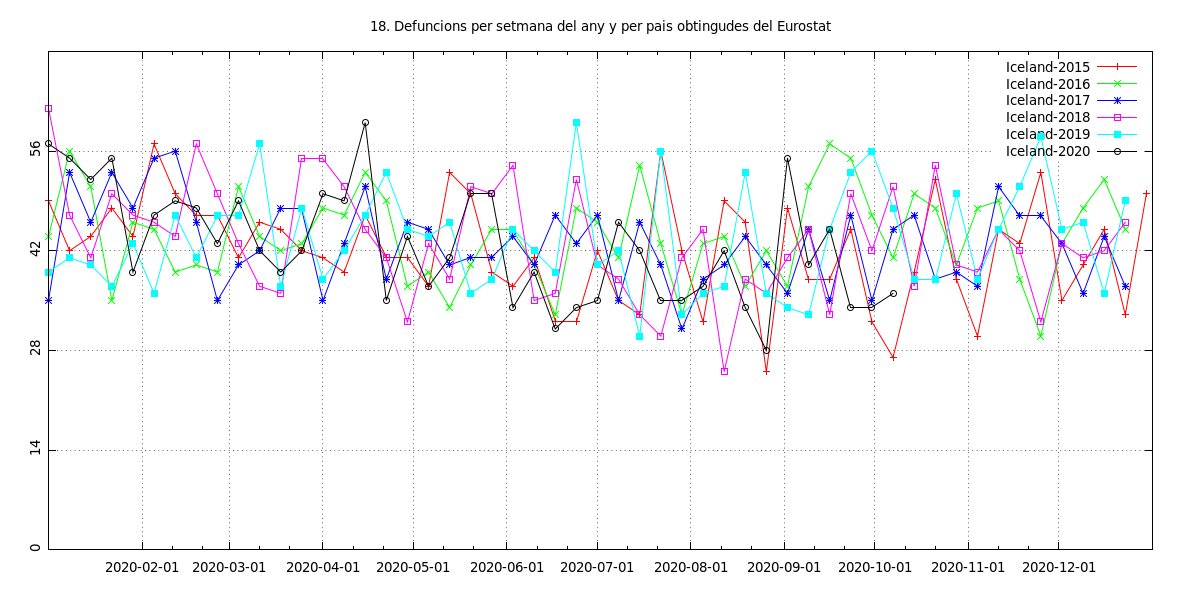 18. Defuncions per setmana del any y per pais obtingudes del Eurostat
Iceland-2015
Iceland-2016
Iceland-2017
Iceland-2018
Iceland-2019
Iceland-2020
56
42
28
14
0
2020-02-01 2020-03-01 2020-04-01 2020-05-01 2020-06-01 2020-07-01 2020-08-01 2020-09-01 2020-10-01 2020-11-01 2020-12-01